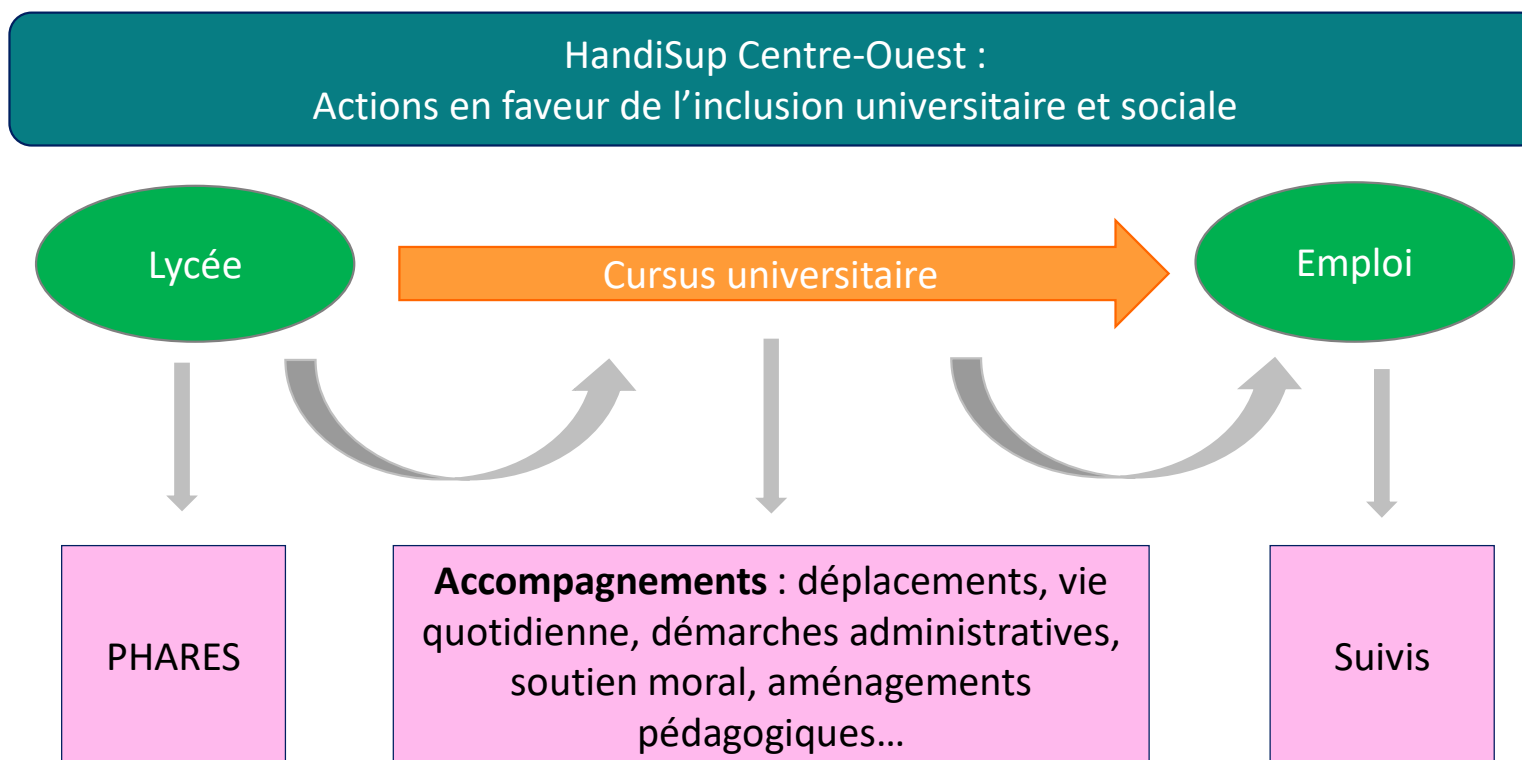 HandiSup Centre-Ouest :
Actions en faveur de l’inclusion universitaire et sociale
Lycée
Cursus universitaire
Emploi
PHARES
Accompagnements : déplacements, vie
quotidienne, démarches administratives,
soutien moral, aménagements
pédagogiques…
Suivis